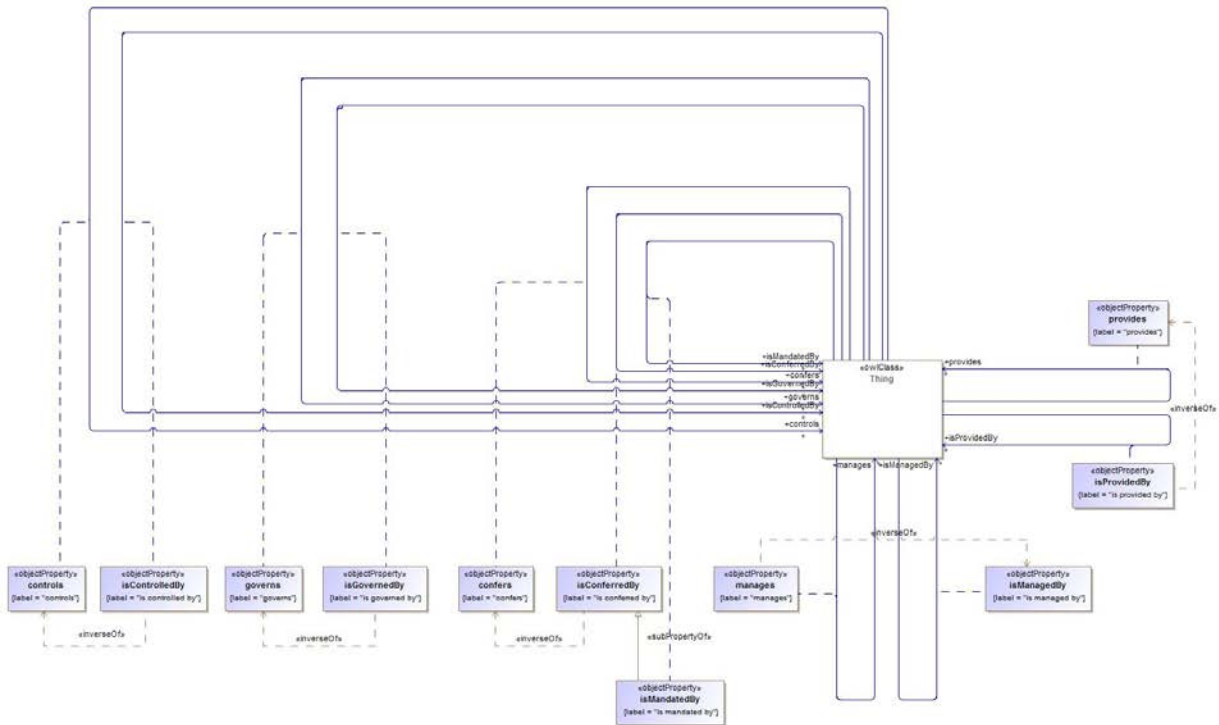 «objectProperty»
provides
{label = "provides"}
+isMandatedBy
+isConferredBy
+confers
+isGovernedBy
+governs
+isControlledBy
+controls
«owlClass»
Thing
+provides
«inverseOf»
+isProvidedBy
+manages
+isManagedBy
«objectProperty»
isProvidedBy
{label = "is provided by"}
«inverseOf»
«objectProperty»
controls
{label = "controls"}
«objectProperty»
isControlledBy
{label = "is controlled by"}
«objectProperty»
governs
{label = "governs"}
«objectProperty»
isGovernedBy
{label = "is governed by"}
«objectProperty»
confers
{label = "confers"}
«objectProperty»
isConferredBy
{label = "is conferred by"}
«objectProperty»
manages
{label = "manages"}
«objectProperty»
isManagedBy
{label = "is managed by"}
«inverseOf»
«inverseOf»
«inverseOf»
«subPropertyOf»
«objectProperty»
isMandatedBy
{label = "is mandated by"}